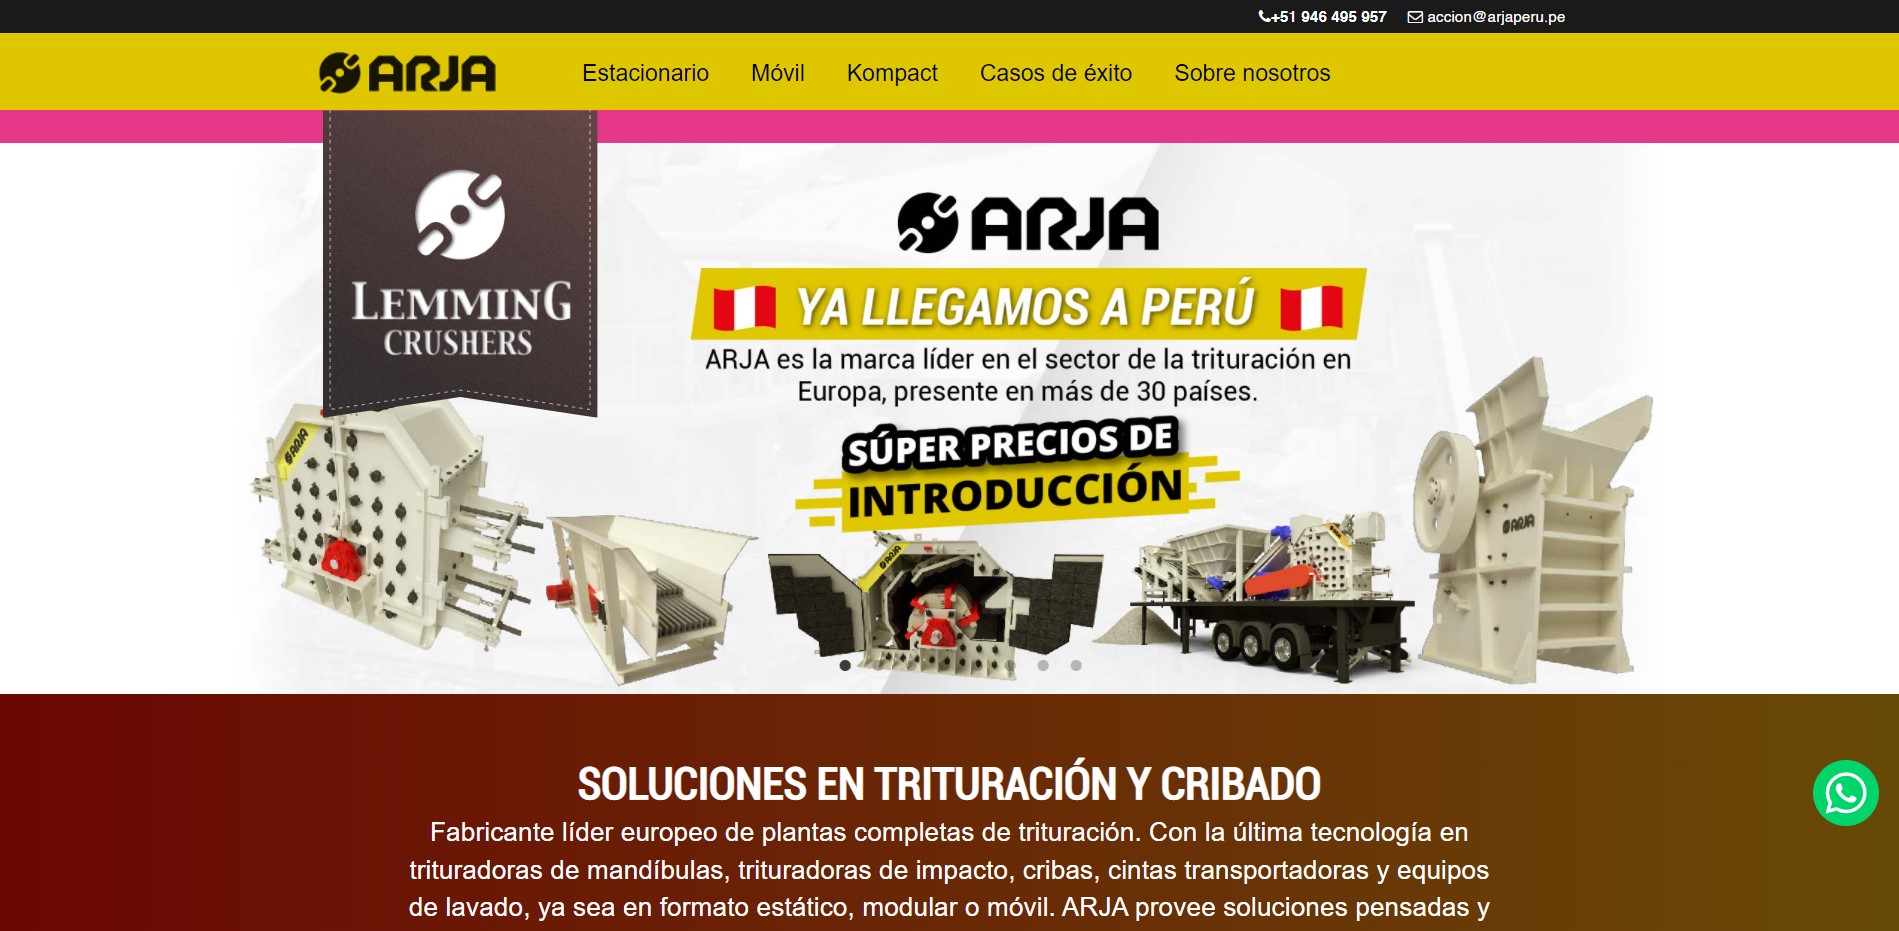 +51 946 495 957 accion@arjaperu.pe
ARJA Estacionario Móvil Kompact Casos de éxito Sobre nosotros
LEMMING
CRUSHERS
ARJA
YA LLEGAMOS A PERÚ
ARJA es la marca líder en el sector de la trituración en
Europa, presente en más de 30 países.
SÚPER PRECIOS DE
INTRODUCCIÓN
ARJA
ARJA
ARJA
SOLUCIONES EN TRITURACIÓN Y CRIBADO
Fabricante líder europeo de plantas completas de trituración. Con la última tecnología en
trituradoras de mandíbulas, trituradoras de impacto, cribas, cintas transportadoras y equipos
de lavado, ya sea en formato estático, modular o móvil. ARJA provee soluciones pensadas y